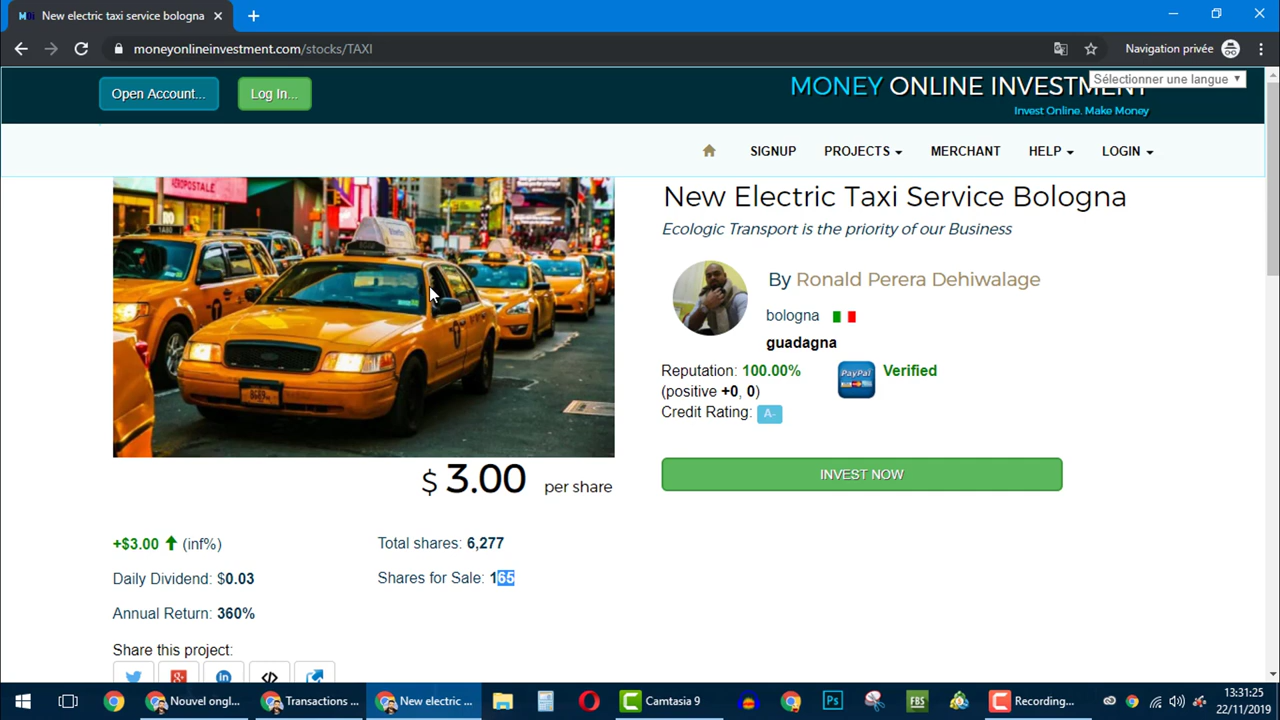 New electric taxi service bologna
moneyonlineinvestment.com/stocks/TAXI
Navigation privée
Open Account...
Log In...
MONEY ONLINE INVESTMENT
Sélectionner une langue
Invest Online. Make Money
SIGNUP PROJECTS MERCHANT HELP LOGIN
AEROPOSTALE
New Electric Taxi Service Bologna
Ecologic Transport is the priority of our Business
By Ronald Perera Dehiwalage
bologna
guadagna
Reputation: 100.00%
PayPal
Verified
(positive +0, 0)
Credit Rating: A-
INVEST NOW
$ 3.00 per share
+$3.00 (inf%)
Total shares: 6,277
Daily Dividend: $0.03
Shares for Sale: 165
Annual Return: 360%
Share this project:
Nouvel ongl...
Transactions ...
New electric ...
Camtasia 9
Ps
FBS
Recording...
13:31:25
22/11/2019